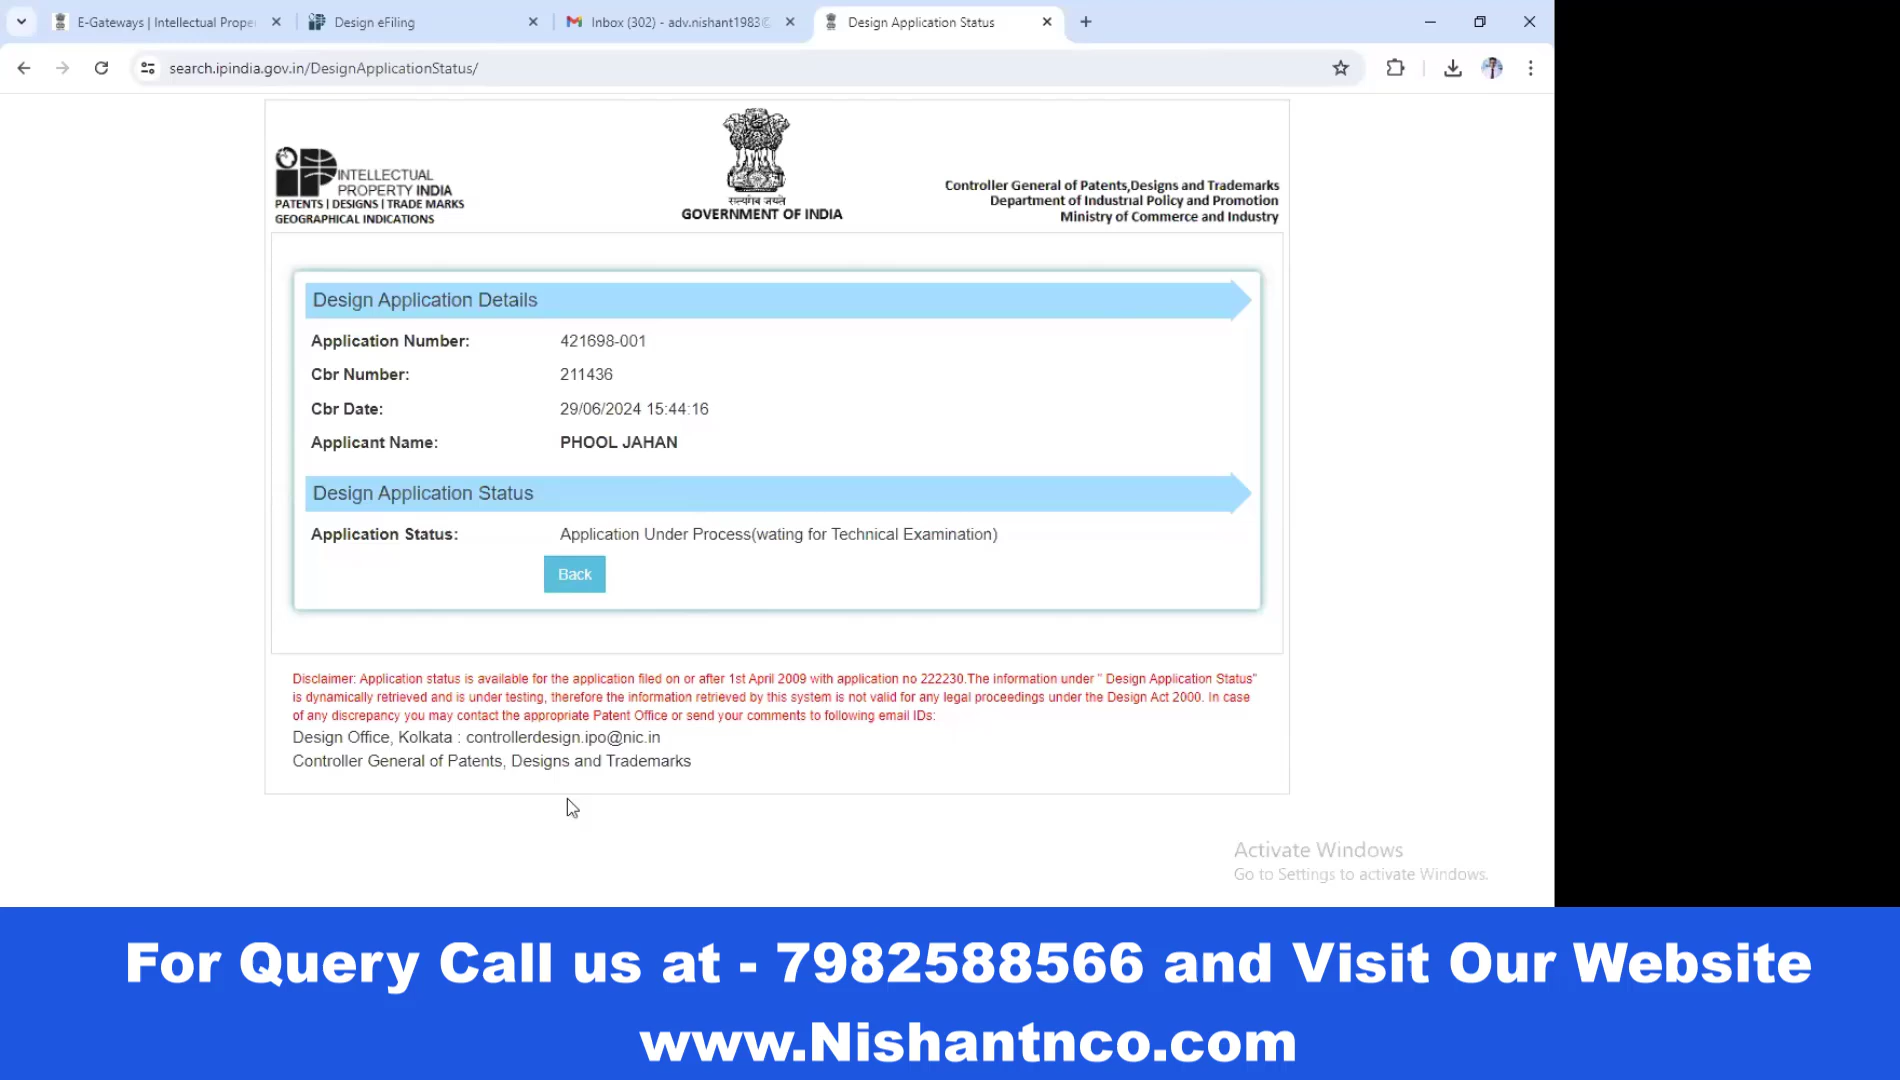 E-Gateways | Intellectual Prope
Design eFiling
Inbox (302) - adv.nishant1983@
Design Application Status
search.ipindia.gov.in/DesignApplicationStatus/
INTELLECTUAL
PROPERTY INDIA
PATENTS | DESIGNS | TRADE MARKS
GEOGRAPHICAL INDICATIONS
सत्यमेव जयते
GOVERNMENT OF INDIA
Controller General of Patents,Designs and Trademarks
Department of Industrial Policy and Promotion
Ministry of Commerce and Industry
Design Application Details
Application Number: 421698-001
Cbr Number: 211436
Cbr Date: 29/06/2024 15:44:16
Applicant Name: PHOOL JAHAN
Design Application Status
Application Status: Application Under Process(wating for Technical Examination)
Back
Disclaimer: Application status is available for the application filed on or after 1st April 2009 with application no 222230.The information under " Design Application Status"
is dynamically retrieved and is under testing, therefore the information retrieved by this system is not valid for any legal proceedings under the Design Act 2000. In case
of any discrepancy you may contact the appropriate Patent Office or send your comments to following email IDs:
Design Office, Kolkata : controllerdesign.ipo@nic.in
Controller General of Patents, Designs and Trademarks
Activate Windows
Go to Settings to activate Windows.
For Query Call us at - 7982588566 and Visit Our Website
www.Nishantnco.com